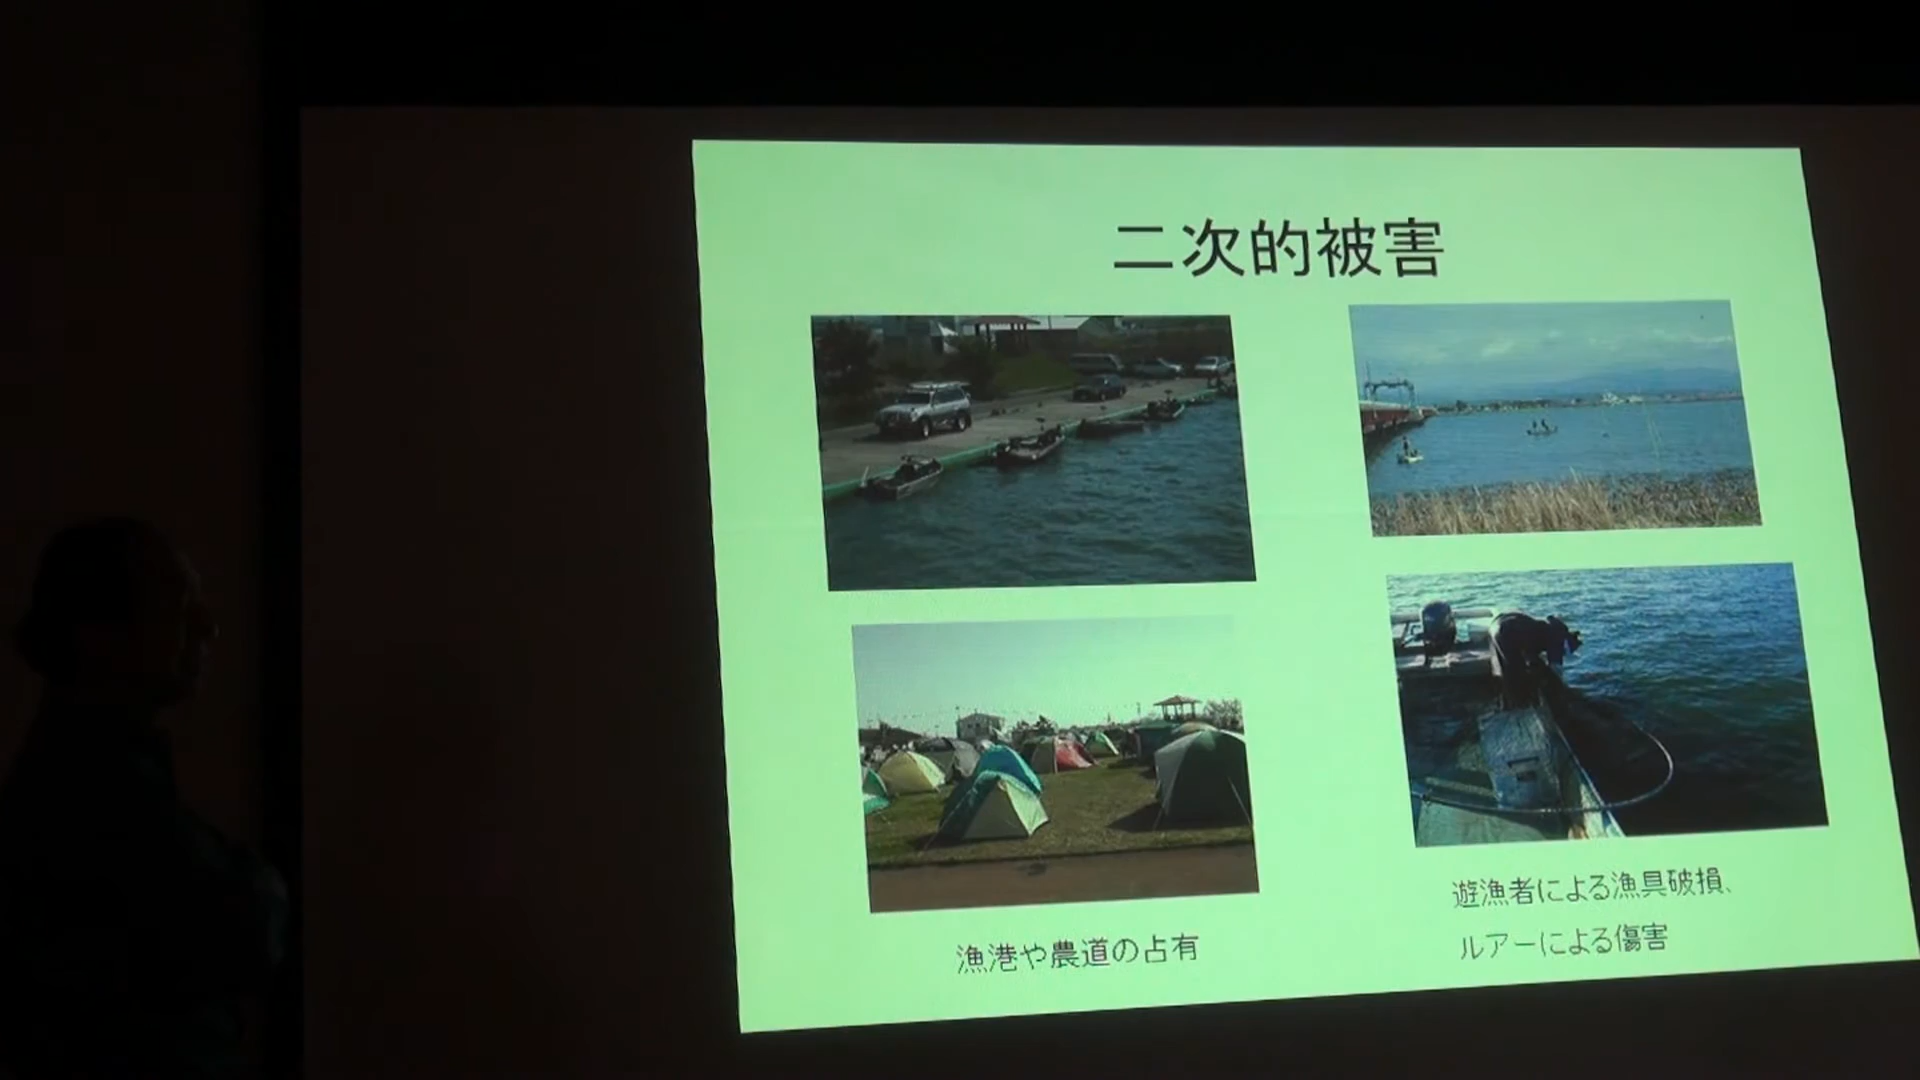 二次的被害
漁港や農道の占有
遊漁者による漁具破損、
ルアーによる傷害